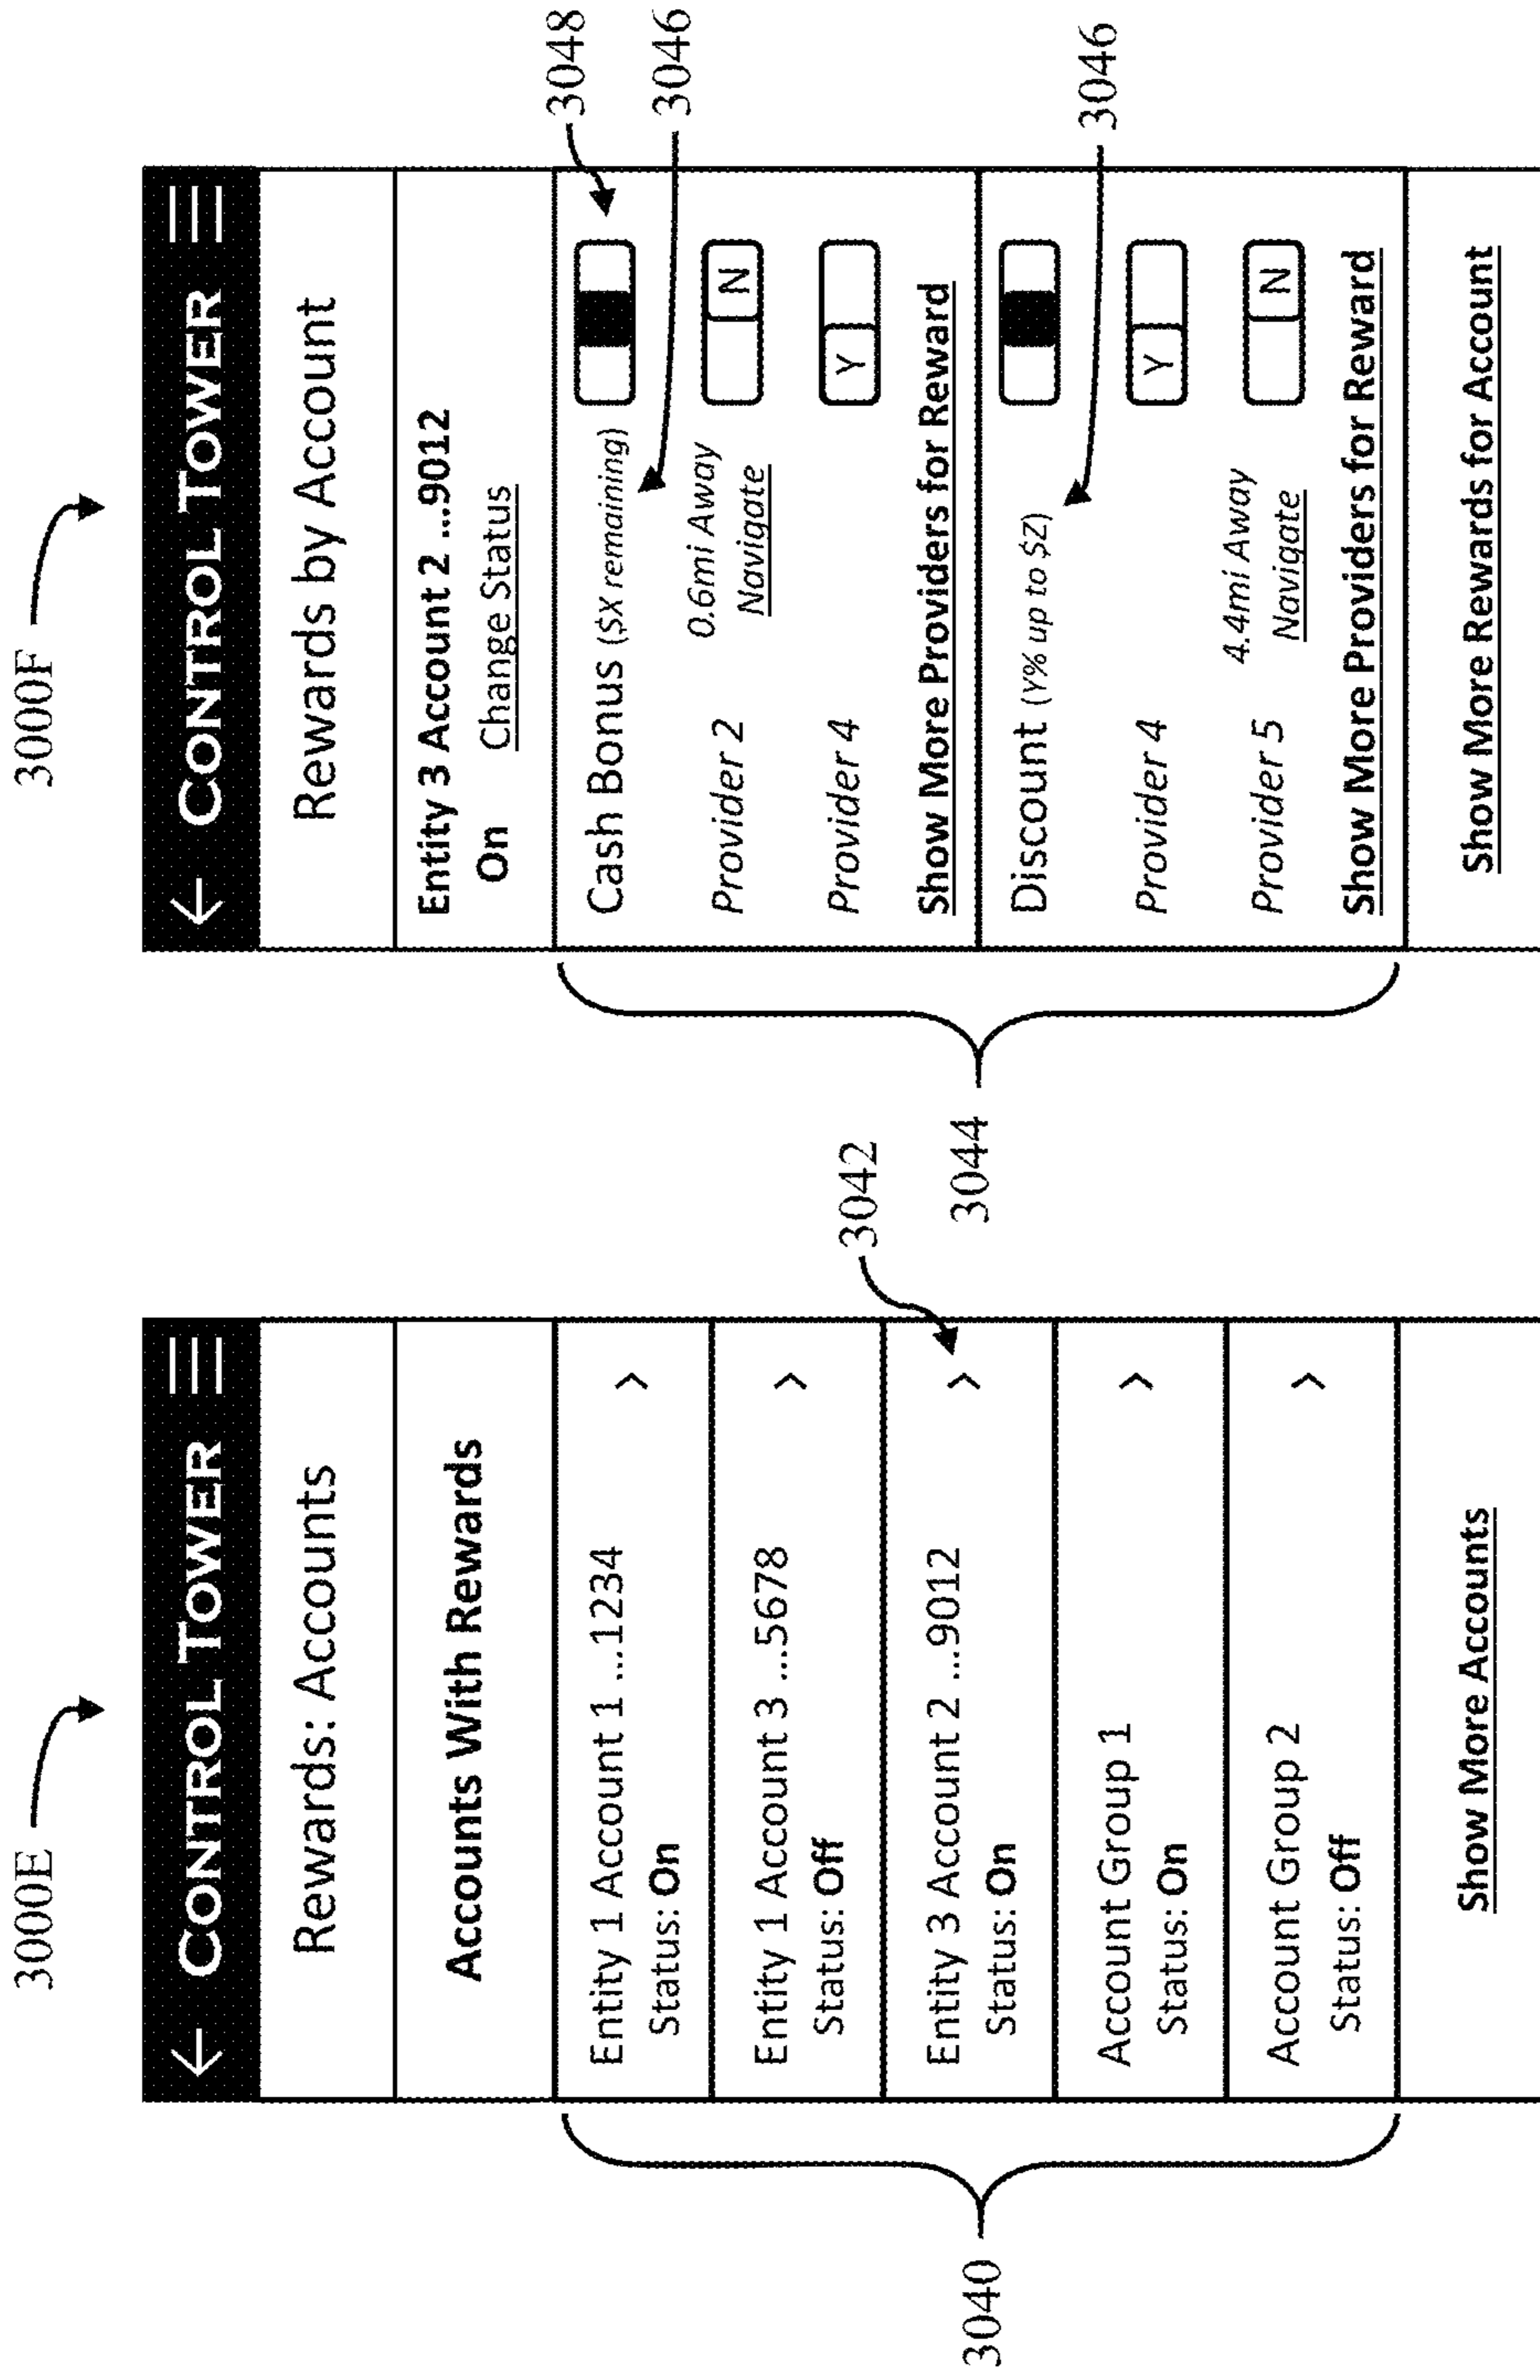 3000E
← CONTROL TOWER
Rewards: Accounts
Accounts With Rewards
Entity 1 Account 1 ...1234 >
Status: On
Entity 1 Account 3 ...5678 >
Status: Off
Entity 3 Account 2 ...9012 >
Status: On
Account Group 1 >
Status: On
Account Group 2 >
Status: Off
Show More Accounts
3040
3042
3000F
← CONTROL TOWER
Rewards by Account
Entity 3 Account 2 ...9012
On Change Status
Cash Bonus ($X remaining)
Provider 2 0.6mi Away N
Navigate
Provider 4 Y
Show More Providers for Reward
Discount (Y% up to $Z)
Provider 4 Y
Provider 5 4.4mi Away N
Navigate
Show More Providers for Reward
Show More Rewards for Account
3044
3048
3046
3046